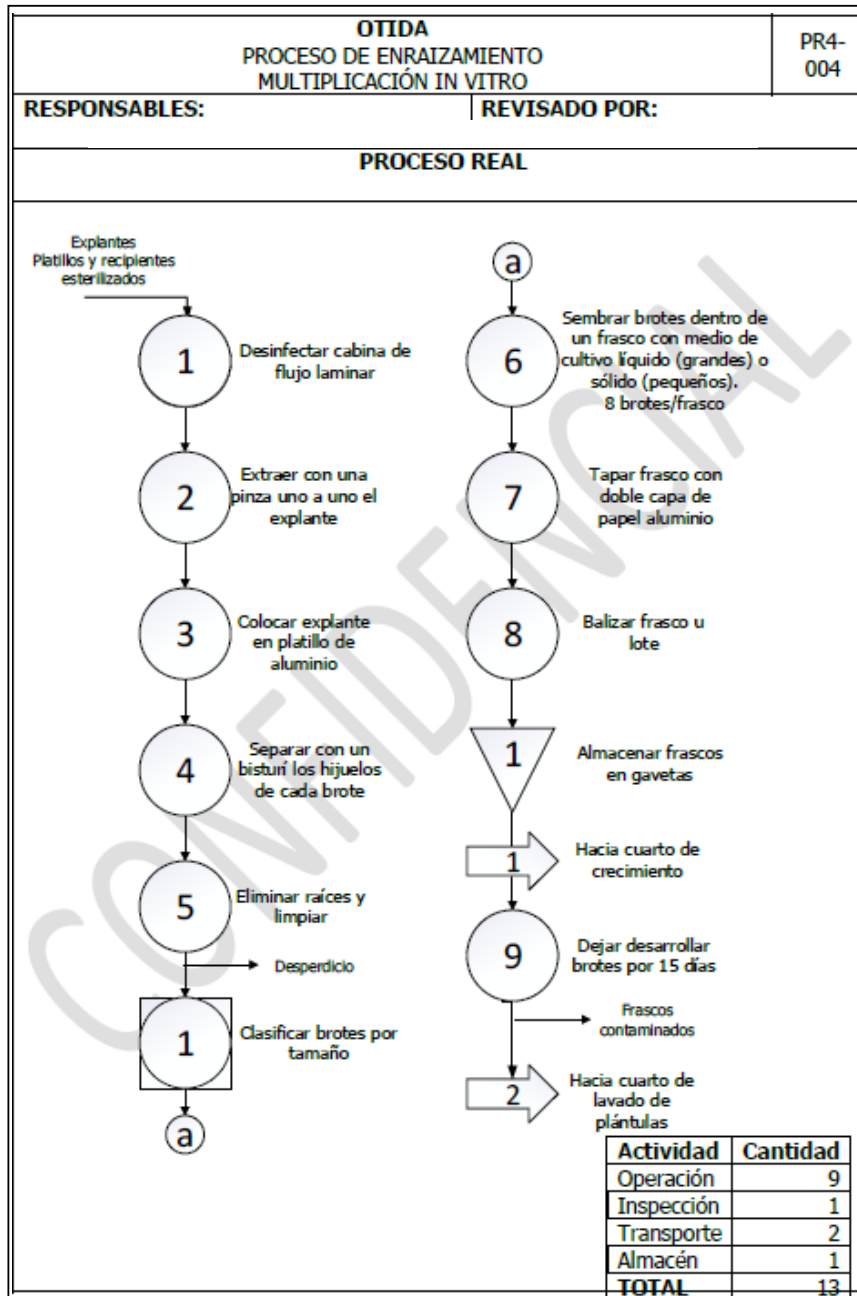 OTIDA
PROCESO DE ENRAIZAMIENTO
MULTIPLICACIÓN IN VITRO
PR4-
004
RESPONSABLES:
REVISADO POR:
PROCESO REAL
Explantes
Platillos y recipientes
esterilizados
1
Desinfectar cabina de
flujo laminar
2
Extraer con una
pinza uno a uno el
explante
3
Colocar explante
en platillo de
aluminio
4
Separar con un
bisturí los hijuelos
de cada brote
5
Eliminar raíces y
limpiar
Desperdicio
1
Clasificar brotes por
tamaño
a
a
6
Sembrar brotes dentro de
un frasco con medio de
cultivo líquido (grandes) o
sólido (pequeños).
8 brotes/frasco
7
Tapar frasco con
doble capa de
papel aluminio
8
Balizar frasco u
lote
1
Almacenar frascos
en gavetas
1
Hacia cuarto de
crecimiento
9
Dejar desarrollar
brotes por 15 días
Frascos
contaminados
2
Hacia cuarto de
lavado de
plántulas
Actividad Cantidad
Operación 9
Inspección 1
Transporte 2
Almacén 1
TOTAL 13
CONFIDENCIAL